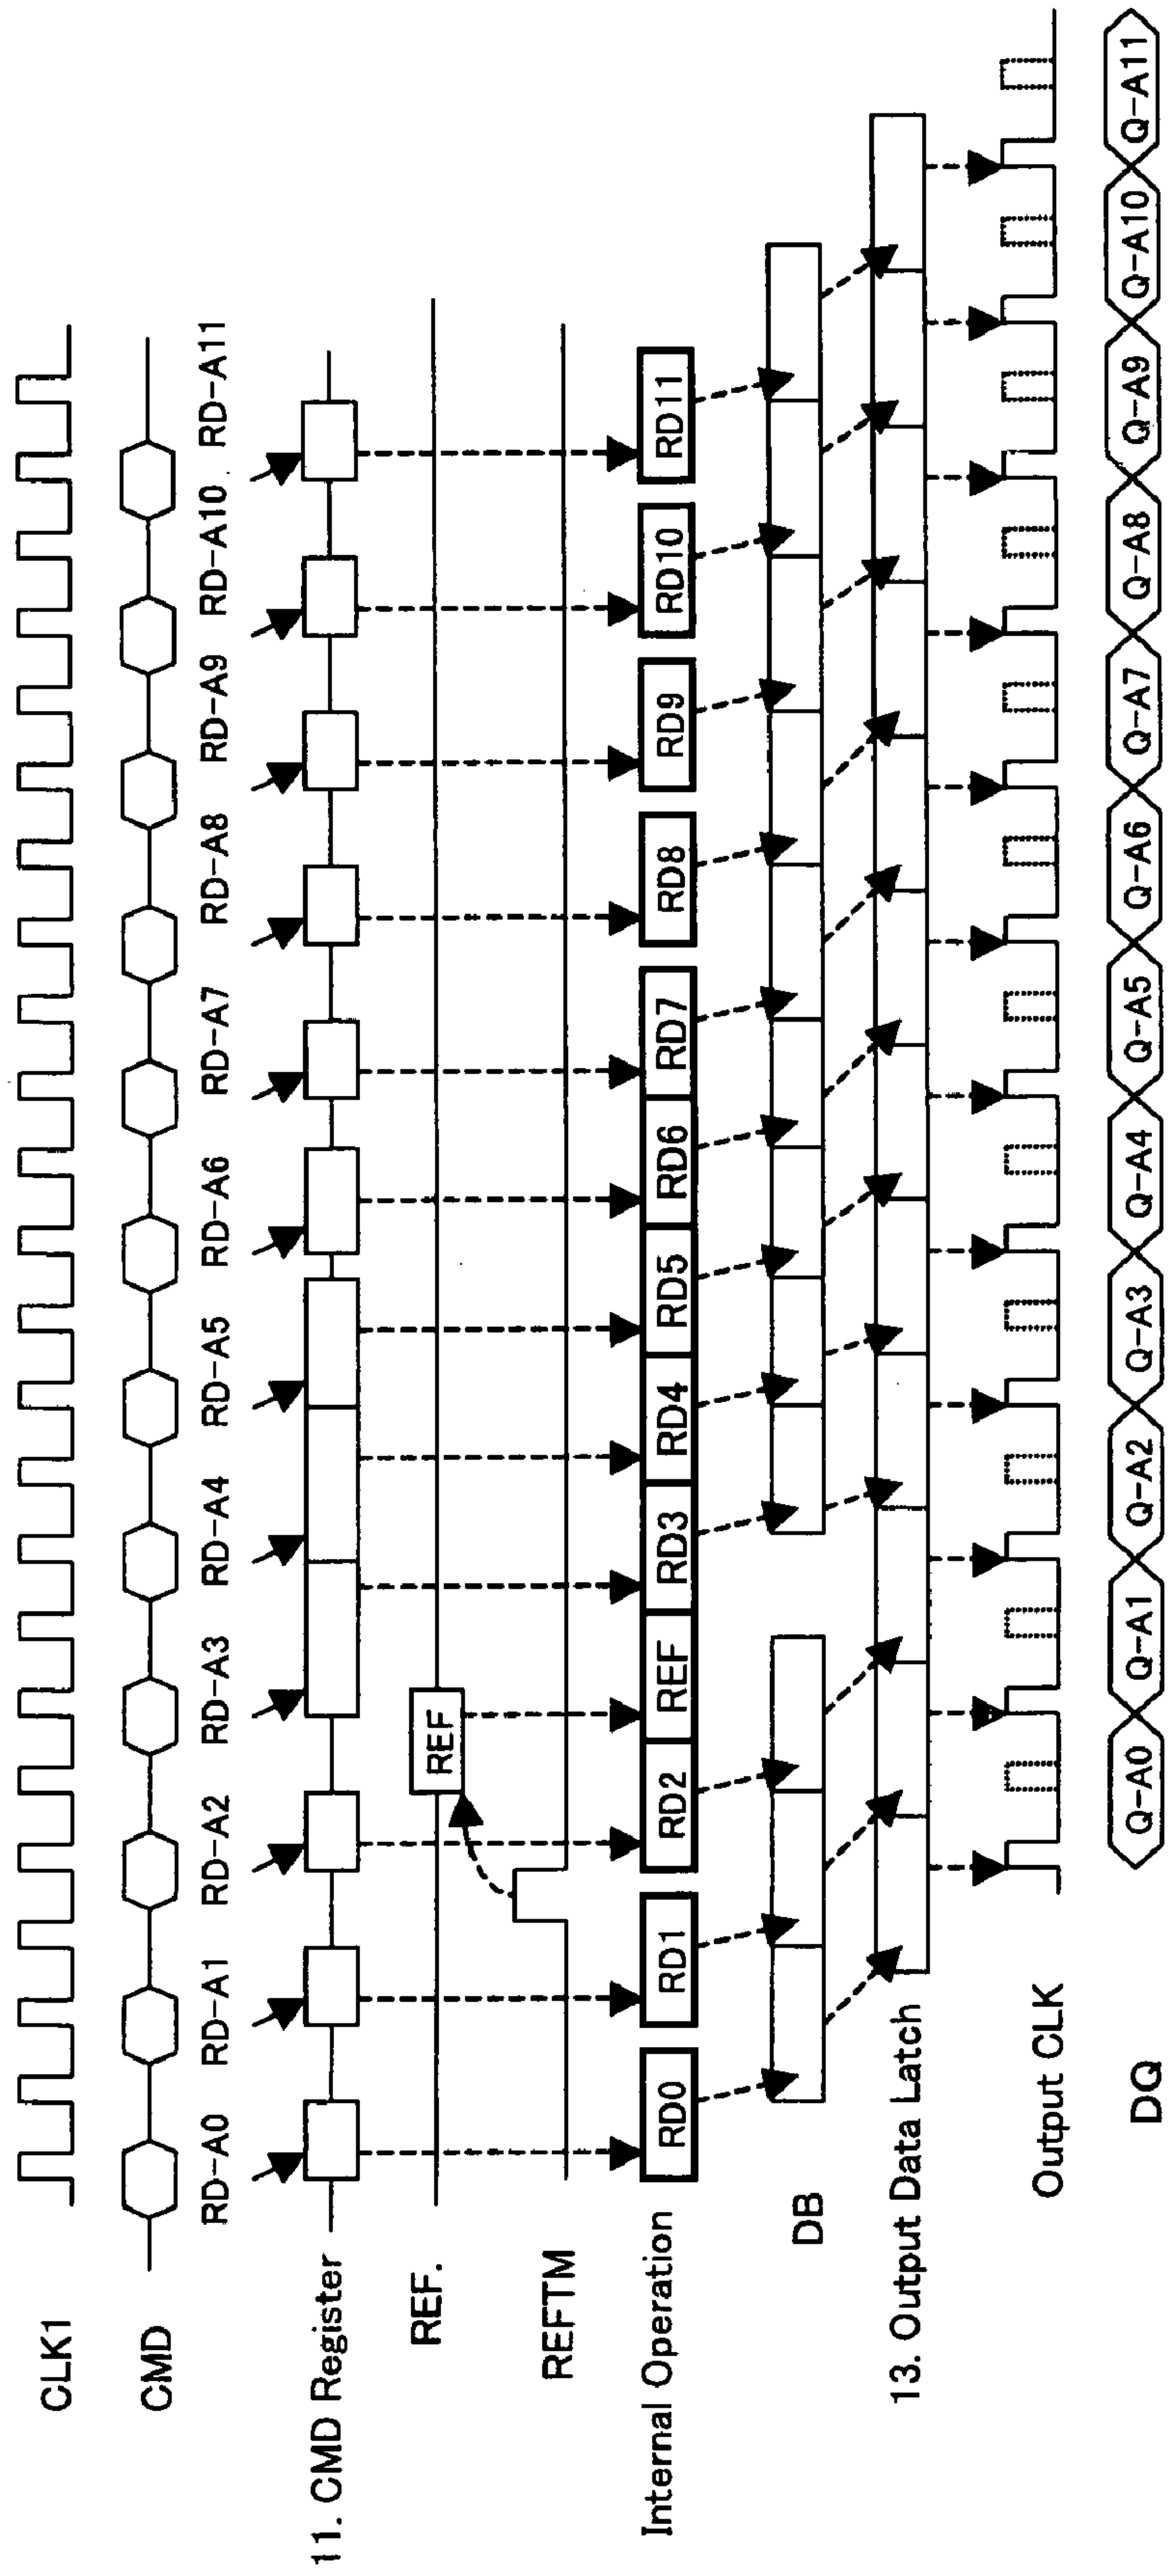 CLK1
CMD
RD-A0 RD-A1 RD-A2 RD-A3 RD-A4 RD-A5 RD-A6 RD-A7 RD-A8 RD-A9 RD-A10 RD-A11
11. CMD Register
REF. REF
REFTM
Internal Operation RD0 RD1 RD2 REF RD3 RD4 RD5 RD6 RD7 RD8 RD9 RD10 RD11
DB
13. Output Data Latch
Output CLK
DQ Q-A0 Q-A1 Q-A2 Q-A3 Q-A4 Q-A5 Q-A6 Q-A7 Q-A8 Q-A9 Q-A10 Q-A11